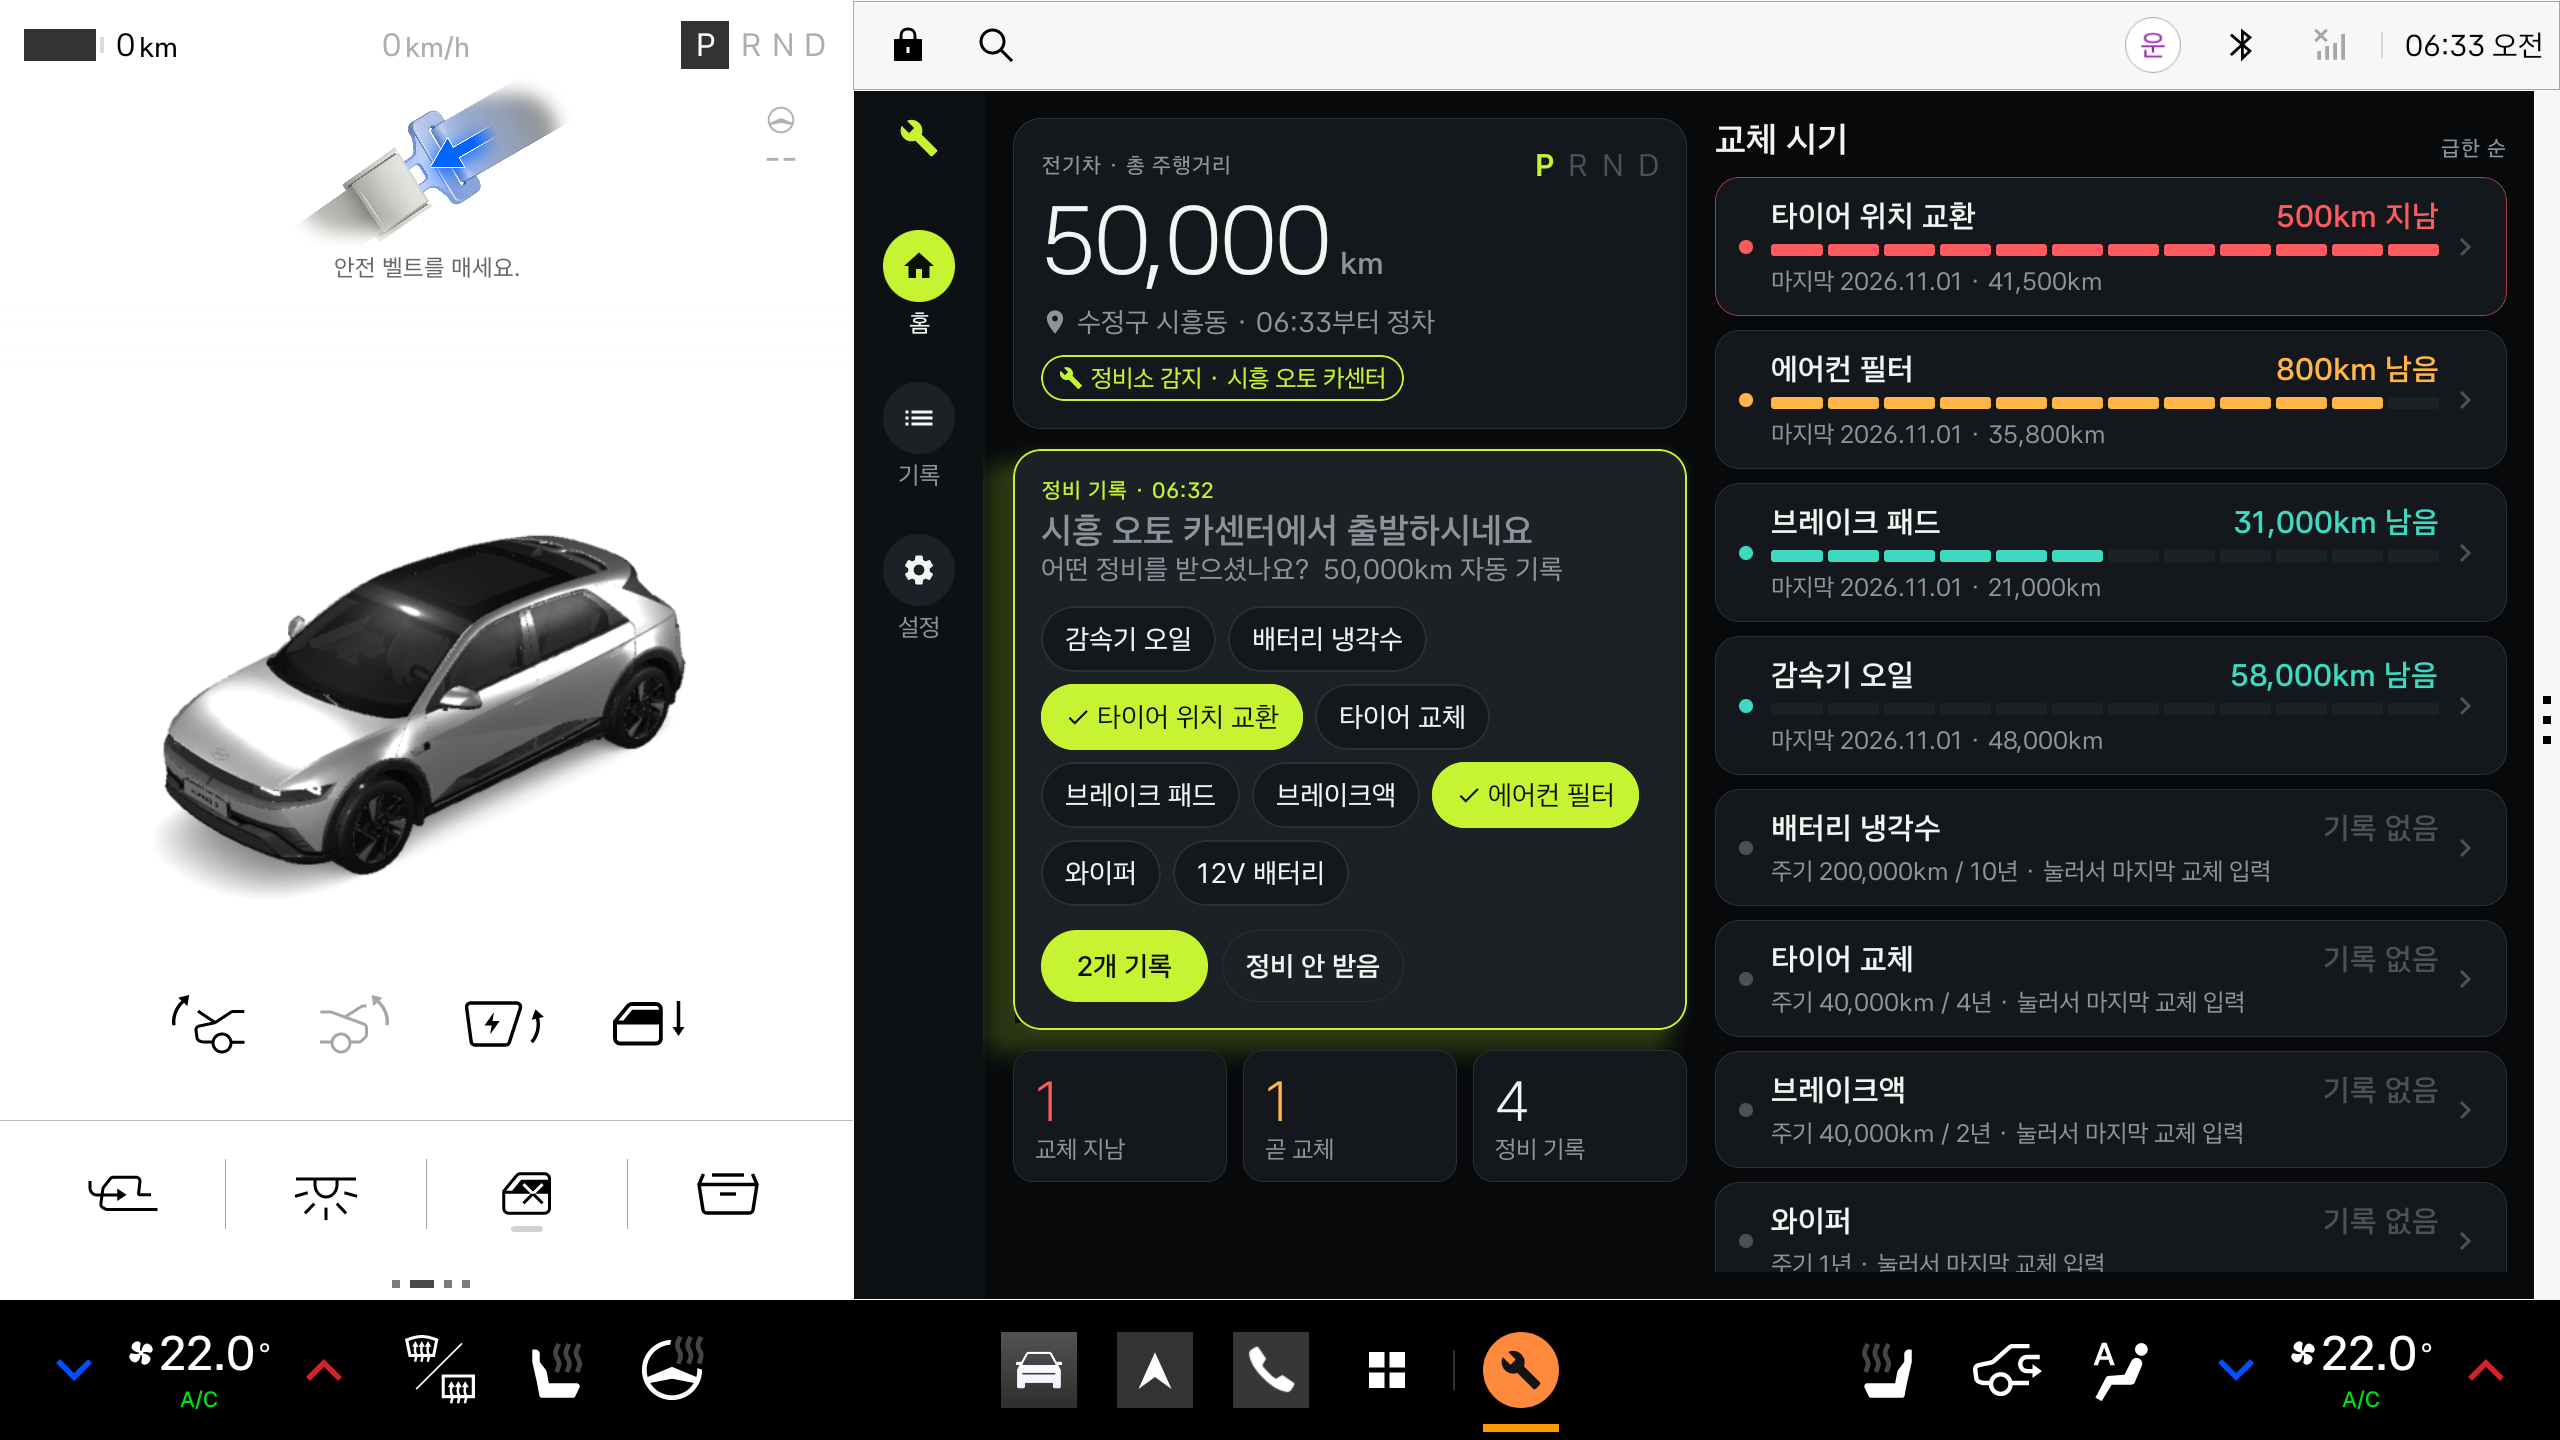 0 km
0 km/h
P R N D
안전 벨트를 매세요.
운
06:33 오전
홈
기록
설정
전기차 · 총 주행거리
P R N D
50,000 km
수정구 시흥동 · 06:33부터 정차
정비소 감지 · 시흥 오토 카센터
정비 기록 · 06:32
시흥 오토 카센터에서 출발하시네요
어떤 정비를 받으셨나요? 50,000km 자동 기록
감속기 오일
배터리 냉각수
타이어 위치 교환
타이어 교체
브레이크 패드
브레이크액
에어컨 필터
와이퍼
12V 배터리
2개 기록
정비 안 받음
1
교체 지남
1
곧 교체
4
정비 기록
교체 시기
급한 순
타이어 위치 교환
500km 지남
마지막 2026.11.01 · 41,500km
에어컨 필터
800km 남음
마지막 2026.11.01 · 35,800km
브레이크 패드
31,000km 남음
마지막 2026.11.01 · 21,000km
감속기 오일
58,000km 남음
마지막 2026.11.01 · 48,000km
배터리 냉각수
기록 없음
주기 200,000km / 10년 · 눌러서 마지막 교체 입력
타이어 교체
기록 없음
주기 40,000km / 4년 · 눌러서 마지막 교체 입력
브레이크액
기록 없음
주기 40,000km / 2년 · 눌러서 마지막 교체 입력
와이퍼
기록 없음
주기 1년 · 눌러서 마지막 교체 입력
22.0°
A/C
A
22.0°
A/C